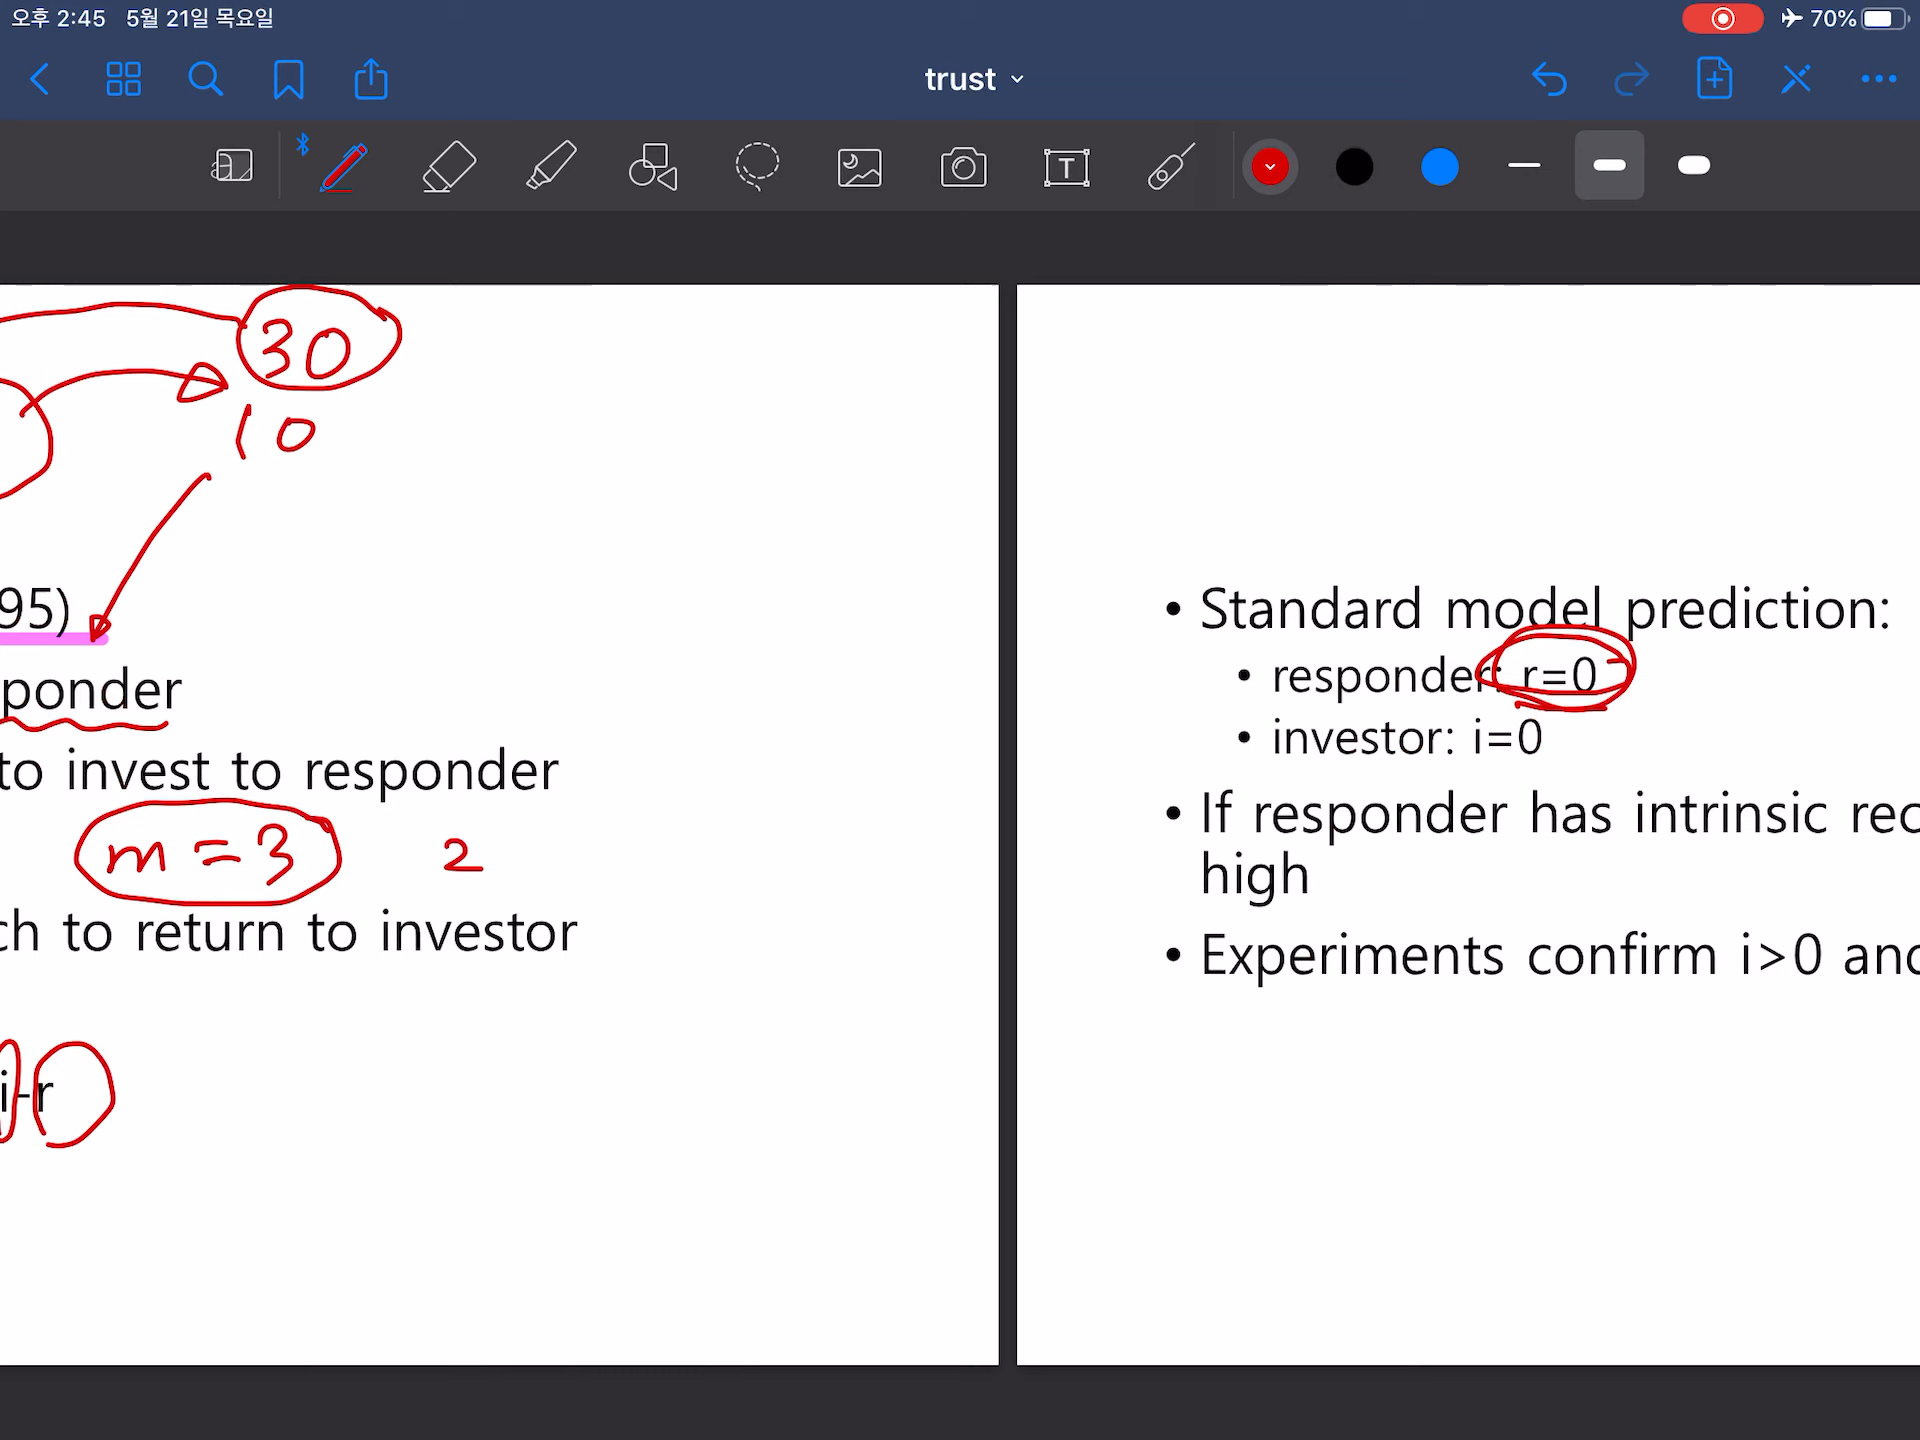 오후 2:45 5월 21일 목요일
70%
trust
30
10
95)
ponder
to invest to responder
m = 3 2
ch to return to investor
i-r
• Standard model prediction:
• responder: r=0
• investor: i=0
• If responder has intrinsic rec
high
• Experiments confirm i>0 and